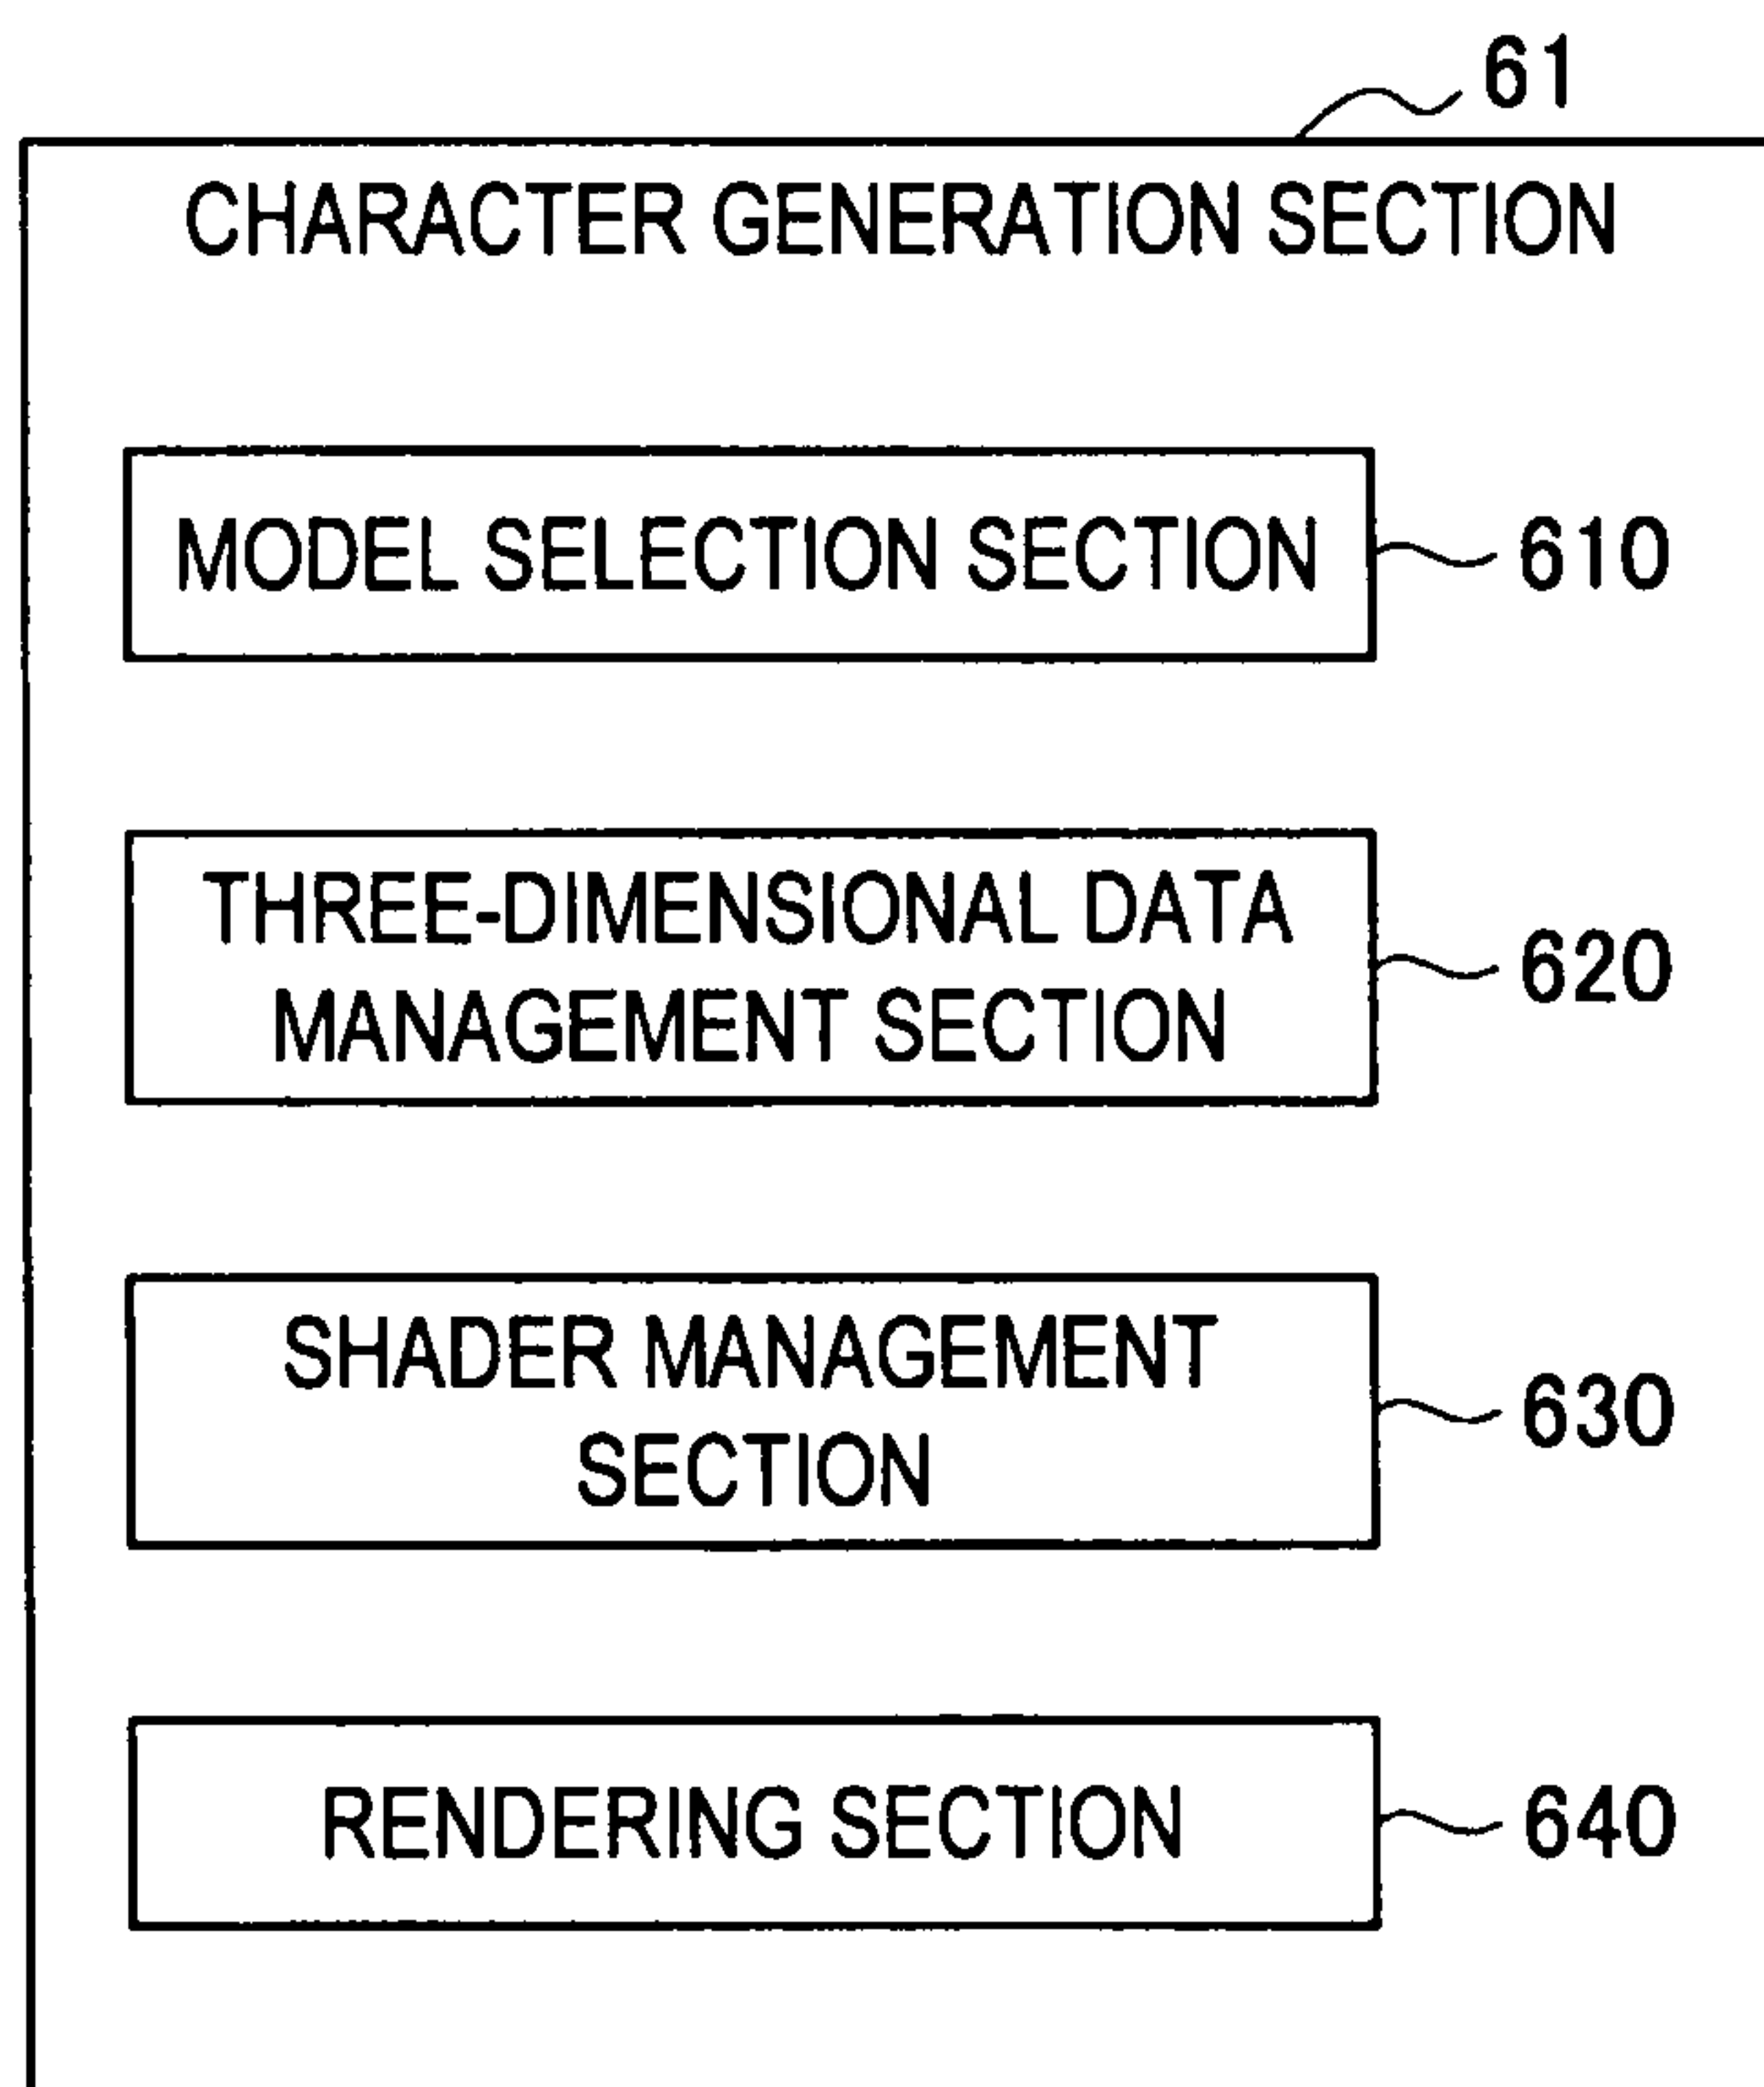 61
CHARACTER GENERATION SECTION
MODEL SELECTION SECTION
610
THREE-DIMENSIONAL DATA
MANAGEMENT SECTION
620
SHADER MANAGEMENT
SECTION
630
RENDERING SECTION
640